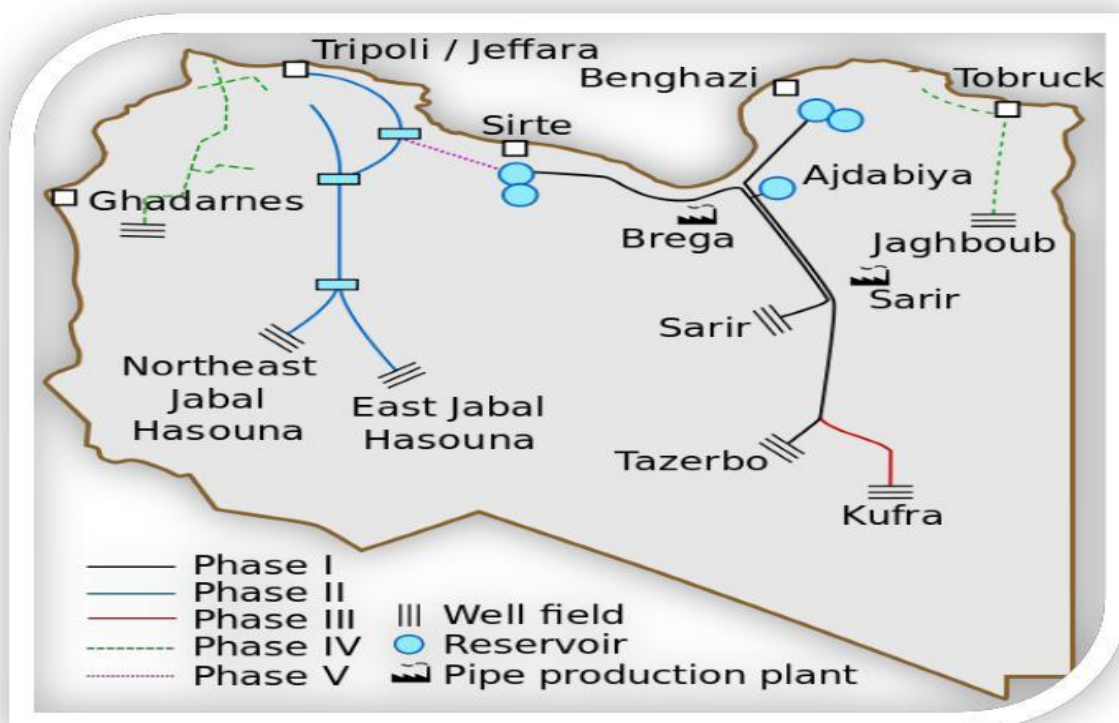 Tripoli / Jeffara
Benghazi
Tobruck
Sirte
Ghadarnes
Ajdabiya
Brega
Jaghboub
Sarir
Sarir
Northeast
Jabal
Hasouna
East Jabal
Hasouna
Tazerbo
Kufra
Phase I
Phase II
Phase III
Phase IV
Phase V
Well field
Reservoir
Pipe production plant